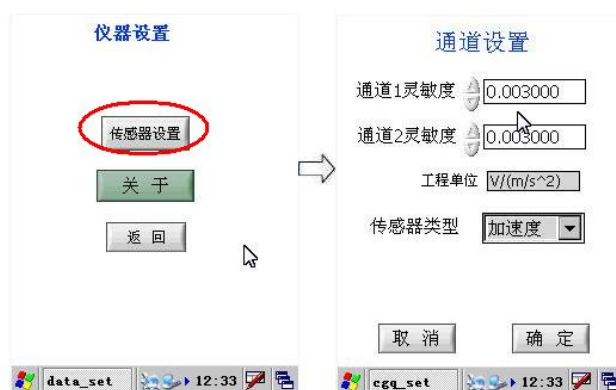 仪器设置
传感器设置
关 于
返 回
data_set 12:33
通道设置
通道1灵敏度 0.003000
通道2灵敏度 0.003000
工程单位 V/(m/s^2)
传感器类型 加速度
取 消 确 定
cgq_set 12:33